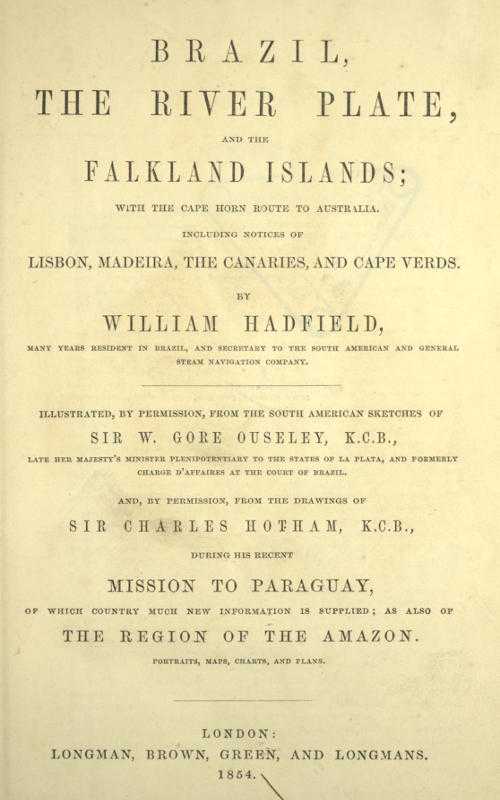 BRAZIL,
THE RIVER PLATE,
AND THE
FALKLAND ISLANDS;
WITH THE CAPE HORN ROUTE TO AUSTRALIA.
INCLUDING NOTICES OF
LISBON, MADEIRA, THE CANARIES, AND CAPE VERDS.
BY
WILLIAM HADFIELD,
MANY YEARS RESIDENT IN BRAZIL, AND SECRETARY TO THE SOUTH AMERICAN AND GENERAL
STEAM NAVIGATION COMPANY.
ILLUSTRATED, BY PERMISSION, FROM THE SOUTH AMERICAN SKETCHES OF
SIR W. GORE OUSELEY, K.C.B.,
LATE HER MAJESTY'S MINISTER PLENIPOTENTIARY TO THE STATES OF LA PLATA, AND FORMERLY
CHARGE D'AFFAIRES AT THE COURT OF BRAZIL.
AND, BY PERMISSION, FROM THE DRAWINGS OF
SIR CHARLES HOTHAM, K.C.B.,
DURING HIS RECENT
MISSION TO PARAGUAY,
OF WHICH COUNTRY MUCH NEW INFORMATION IS SUPPLIED; AS ALSO OF
THE REGION OF THE AMAZON.
PORTRAITS, MAPS, CHARTS, AND PLANS.
LONDON:
LONGMAN, BROWN, GREEN, AND LONGMANS.
1854.